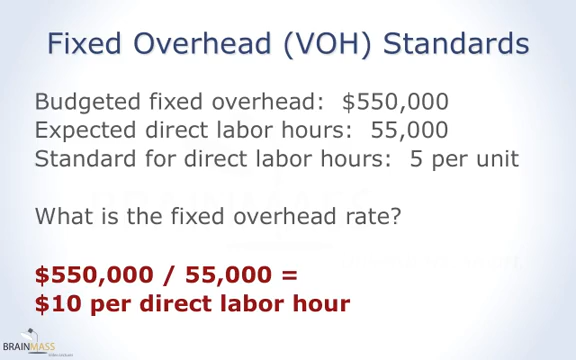 Fixed Overhead (VOH) Standards
Budgeted fixed overhead: $550,000
Expected direct labor hours: 55,000
Standard for direct labor hours: 5 per unit
What is the fixed overhead rate?
$550,000 / 55,000 =
$10 per direct labor hour
BRAINMASS